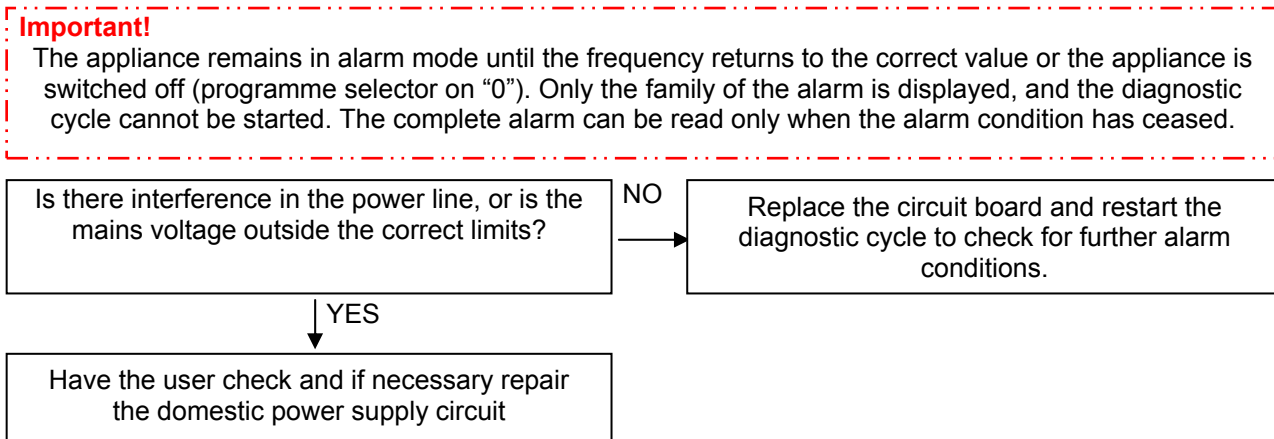 Important!
The appliance remains in alarm mode until the frequency returns to the correct value or the appliance is
switched off (programme selector on “0”). Only the family of the alarm is displayed, and the diagnostic
cycle cannot be started. The complete alarm can be read only when the alarm condition has ceased.
Is there interference in the power line, or is the
mains voltage outside the correct limits?
NO
Replace the circuit board and restart the
diagnostic cycle to check for further alarm
conditions.
YES
Have the user check and if necessary repair
the domestic power supply circuit